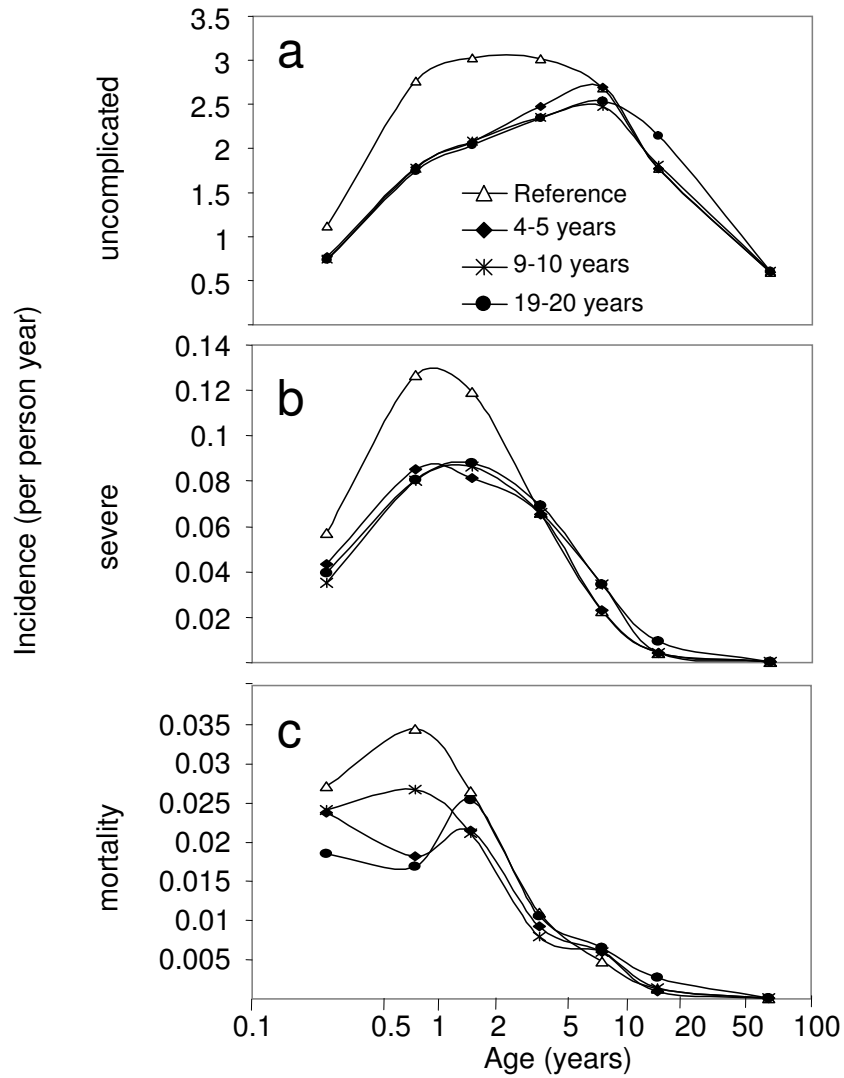 3.5
3
2.5
2
1.5
1
0.5
a
uncomplicated
Reference
4-5 years
9-10 years
19-20 years
Incidence (per person year)
0.14
0.12
0.1
0.08
0.06
0.04
0.02
b
severe
0.035
0.03
0.025
0.02
0.015
0.01
0.005
c
mortality
0.1 0.5 1 2 5 10 20 50 100
Age (years)